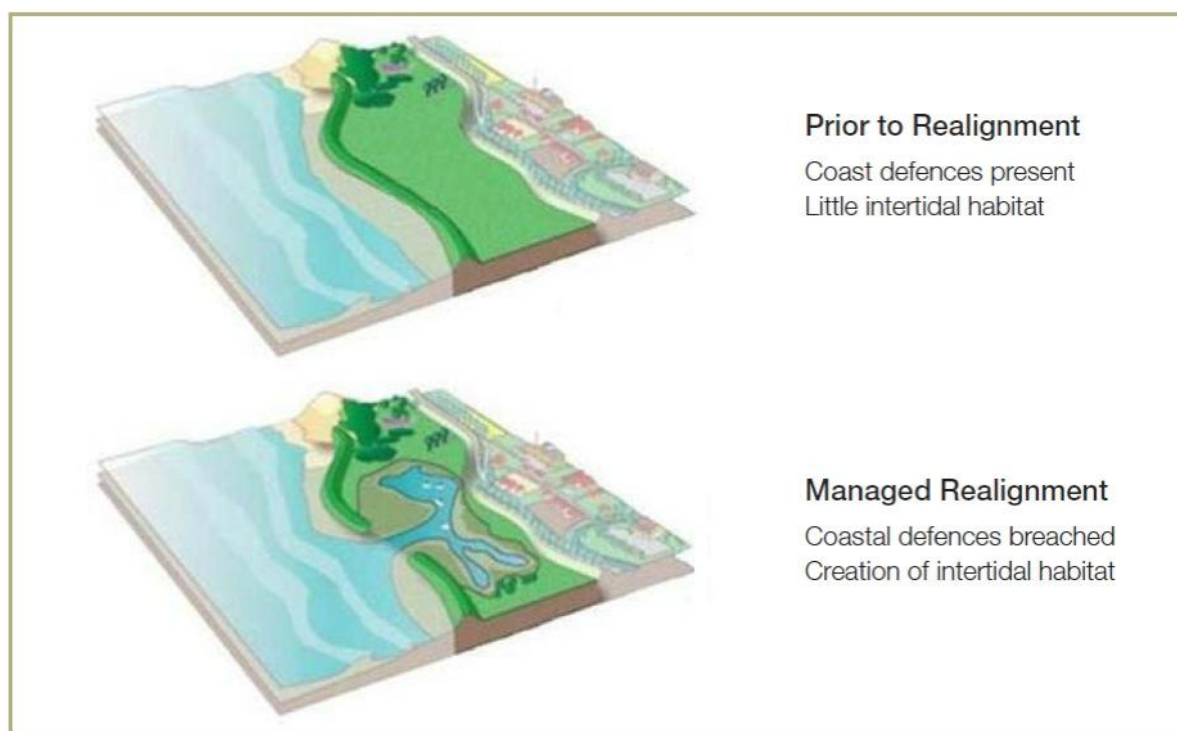 Prior to Realignment
Coast defences present
Little intertidal habitat
Managed Realignment
Coastal defences breached
Creation of intertidal habitat